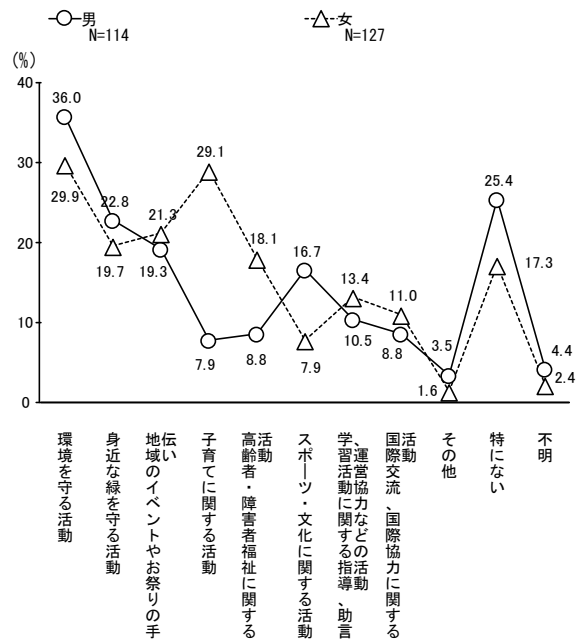 男
N=114
女
N=127
(%)
40
30
20
10
0
36.0
29.9
22.8
19.7
21.3
19.3
29.1
7.9
18.1
8.8
16.7
7.9
13.4
10.5
11.0
8.8
3.5
1.6
25.4
17.3
4.4
2.4
環境を守る活動
身近な緑を守る活動
地域のイベントやお祭りの手
伝い
子育てに関する活動
高齢者・障害者福祉に関する
活動
スポーツ・文化に関する活動
学習活動に関する指導、助言
、運営協力などの活動
国際交流、国際協力に関する
活動
その他
特にない
不明